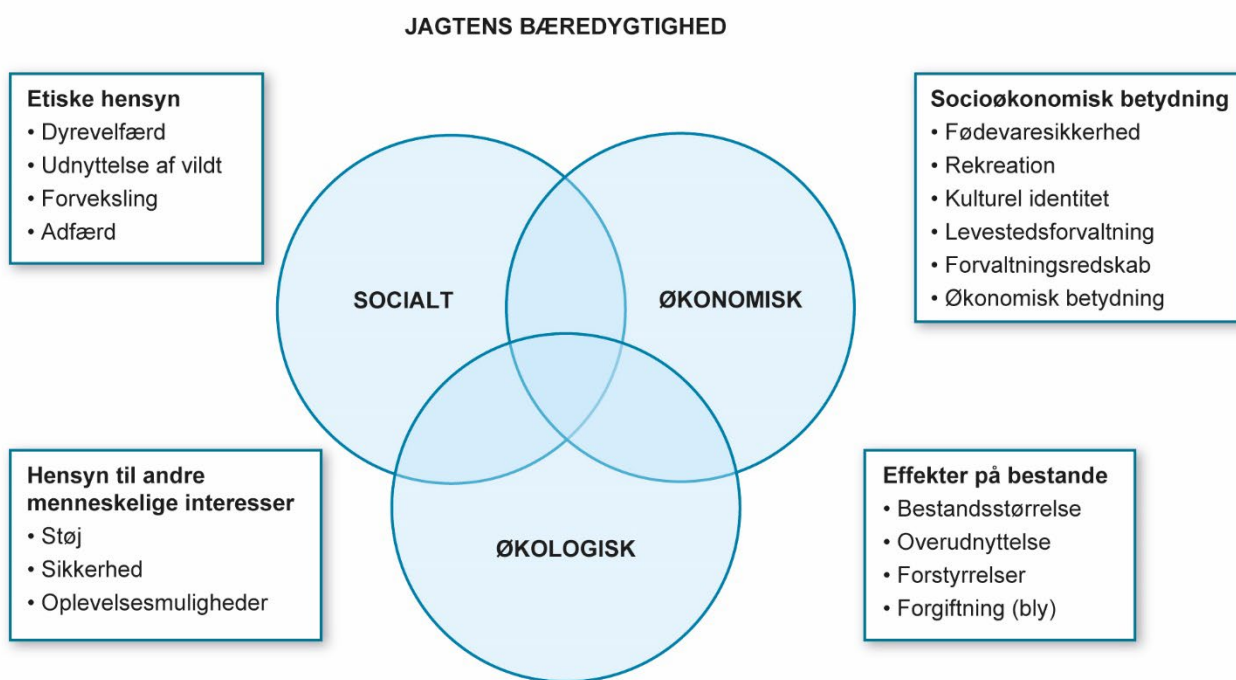 JAGTENS BÆREDYGTIGHED
Etiske hensyn
• Dyrevelfærd
• Udnyttelse af vildt
• Forveksling
• Adfærd
Socioøkonomisk betydning
• Fødevaresikkerhed
• Rekreation
• Kulturel identitet
• Levestedsforvaltning
• Forvaltningsredskab
• Økonomisk betydning
SOCIALT
ØKONOMISK
ØKOLOGISK
Hensyn til andre
menneskelige interesser
• Støj
• Sikkerhed
• Oplevelsesmuligheder
Effekter på bestande
• Bestandsstørrelse
• Overudnyttelse
• Forstyrrelser
• Forgiftning (bly)